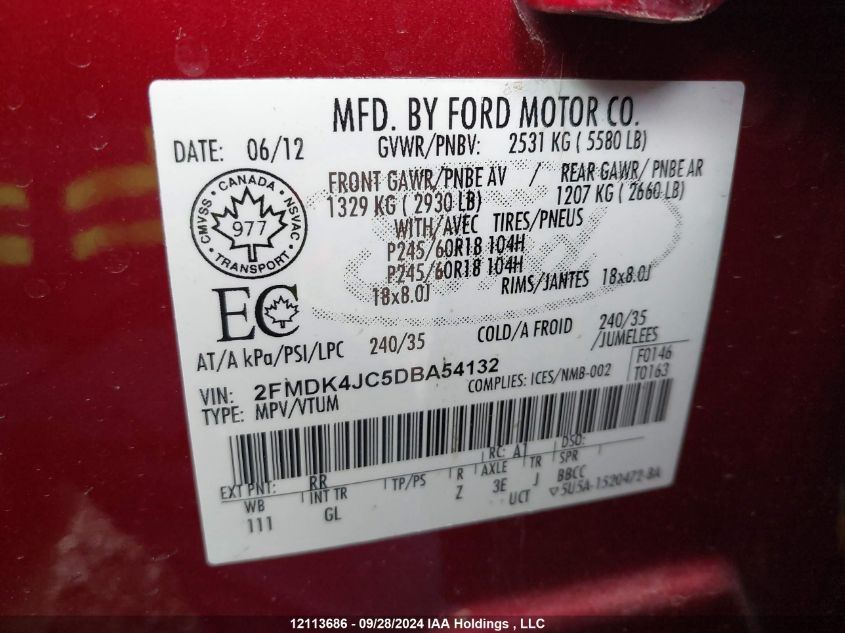 MFD. BY FORD MOTOR CO.
DATE: 06/12 GVWR/PNBV: 2531 KG ( 5580 LB)
FRONT GAWR/PNBE AV / REAR GAWR/ PNBE AR
1329 KG ( 2930 LB) 1207 KG ( 2660 LB)
WITH/AVEC TIRES/PNEUS
P245/60R18 104H
P245/60R18 104H
18x8.0J RIMS/JANTES 18x8.0J
CANADA
CMVSS · NSVAC
977
TRANSPORT
EC
AT/A kPa/PSI/LPC 240/35 COLD/A FROID 240/35
/JUMELEES
VIN: 2FMDK4JC5DBA54132 F0146
TYPE: MPV/VTUM COMPLIES: ICES/NMB-002 T0163
EXT PNT: RR RC: A1 DSO:
WB INT TR TP/PS R AXLE TR SPR
111 GL Z 3E J BBCC
UCT ▽5U5A-1520472-BA
12113686 - 09/28/2024 IAA Holdings , LLC